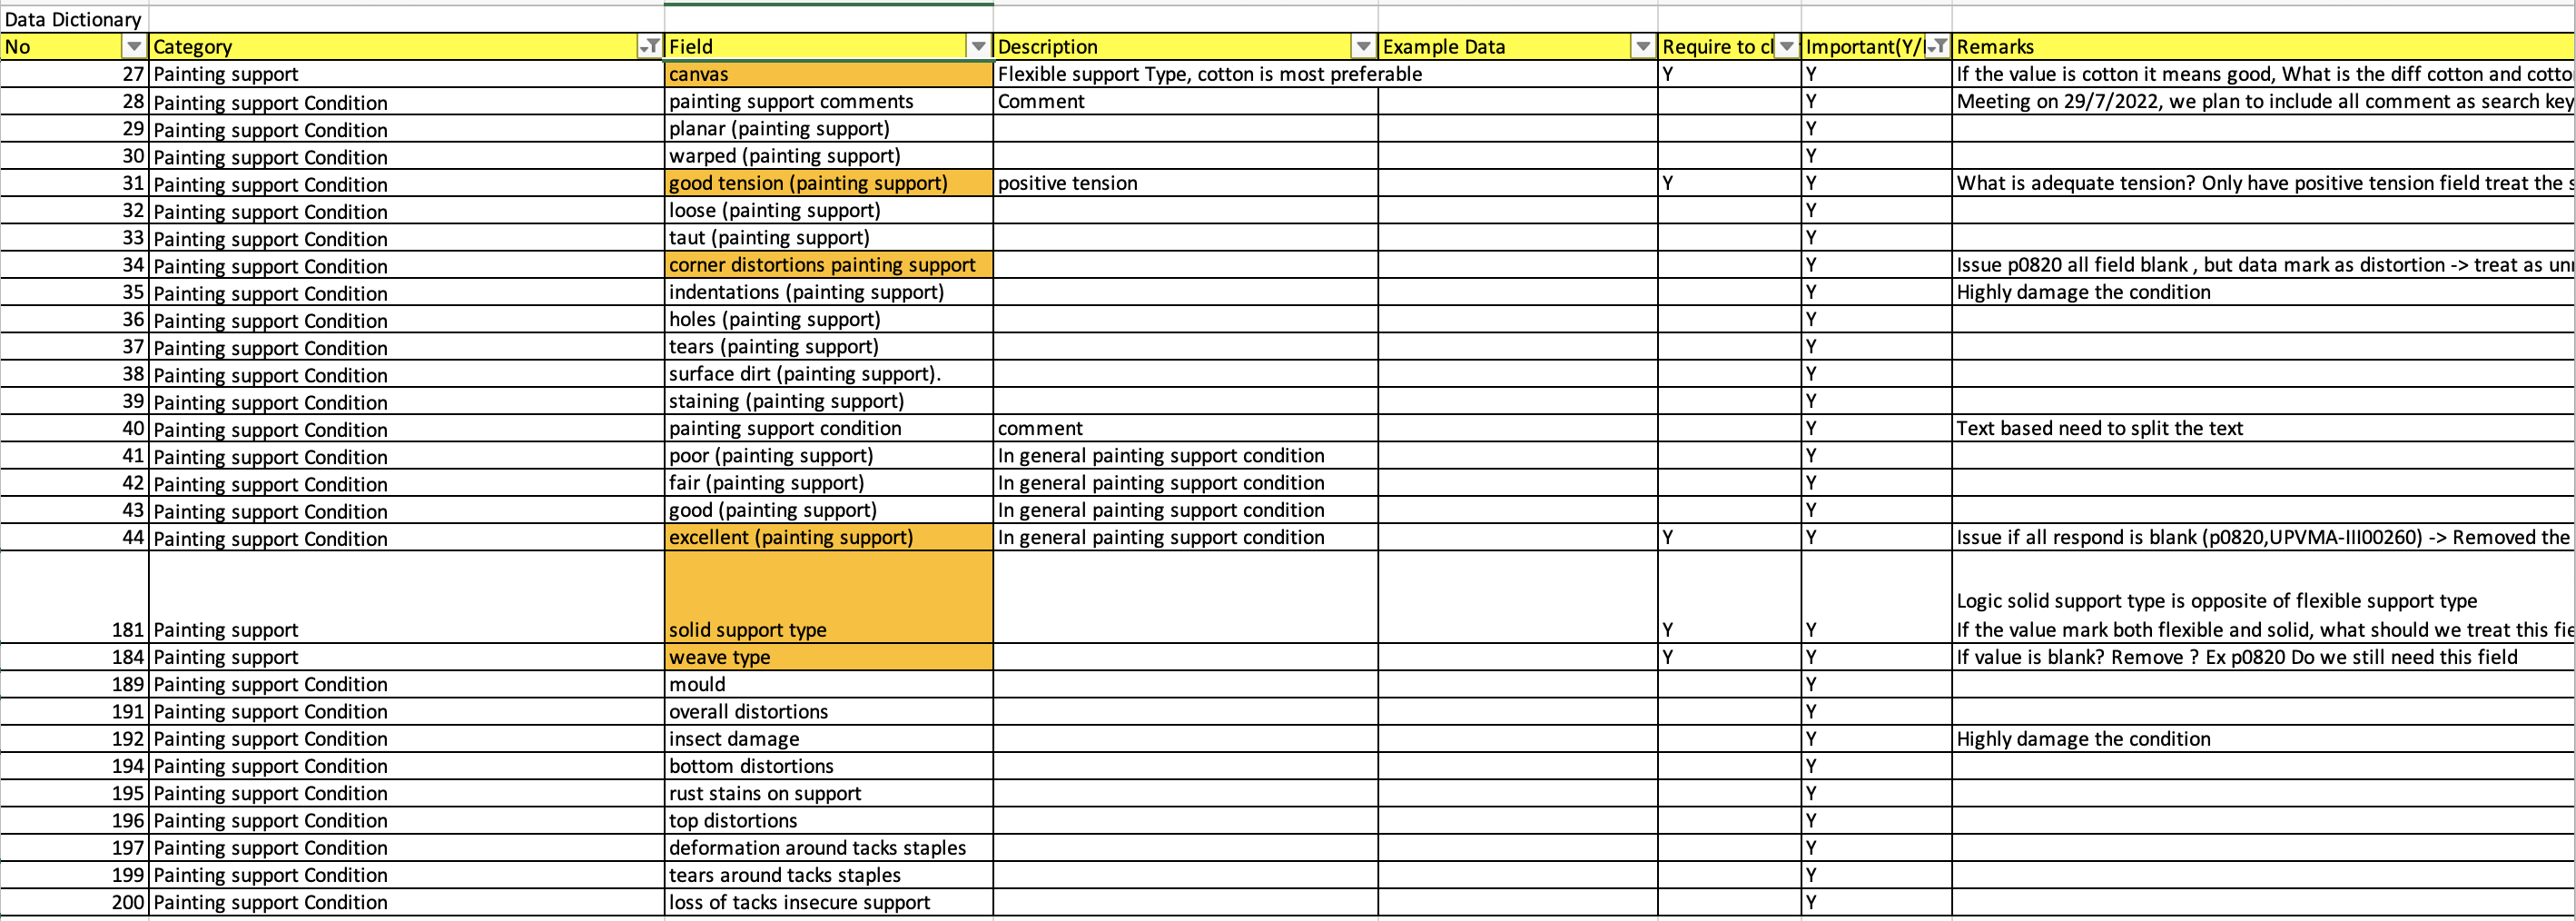 Data Dictionary
No Category Field Description Example Data Require to cl Important(Y/ Remarks
27 Painting support canvas Flexible support Type, cotton is most preferable Y Y If the value is cotton it means good, What is the diff cotton and cotto
28 Painting support Condition painting support comments Comment Y Meeting on 29/7/2022, we plan to include all comment as search key
29 Painting support Condition planar (painting support) Y
30 Painting support Condition warped (painting support) Y
31 Painting support Condition good tension (painting support) positive tension Y Y What is adequate tension? Only have positive tension field treat the s
32 Painting support Condition loose (painting support) Y
33 Painting support Condition taut (painting support) Y
34 Painting support Condition corner distortions painting support Y Issue p0820 all field blank , but data mark as distortion -> treat as un
35 Painting support Condition indentations (painting support) Y Highly damage the condition
36 Painting support Condition holes (painting support) Y
37 Painting support Condition tears (painting support) Y
38 Painting support Condition surface dirt (painting support). Y
39 Painting support Condition staining (painting support) Y
40 Painting support Condition painting support condition comment Y Text based need to split the text
41 Painting support Condition poor (painting support) In general painting support condition Y
42 Painting support Condition fair (painting support) In general painting support condition Y
43 Painting support Condition good (painting support) In general painting support condition Y
44 Painting support Condition excellent (painting support) In general painting support condition Y Y Issue if all respond is blank (p0820,UPVMA-III00260) -> Removed the
Logic solid support type is opposite of flexible support type
181 Painting support solid support type Y Y If the value mark both flexible and solid, what should we treat this fie
184 Painting support weave type Y Y If value is blank? Remove ? Ex p0820 Do we still need this field
189 Painting support Condition mould Y
191 Painting support Condition overall distortions Y
192 Painting support Condition insect damage Y Highly damage the condition
194 Painting support Condition bottom distortions Y
195 Painting support Condition rust stains on support Y
196 Painting support Condition top distortions Y
197 Painting support Condition deformation around tacks staples Y
199 Painting support Condition tears around tacks staples Y
200 Painting support Condition loss of tacks insecure support Y